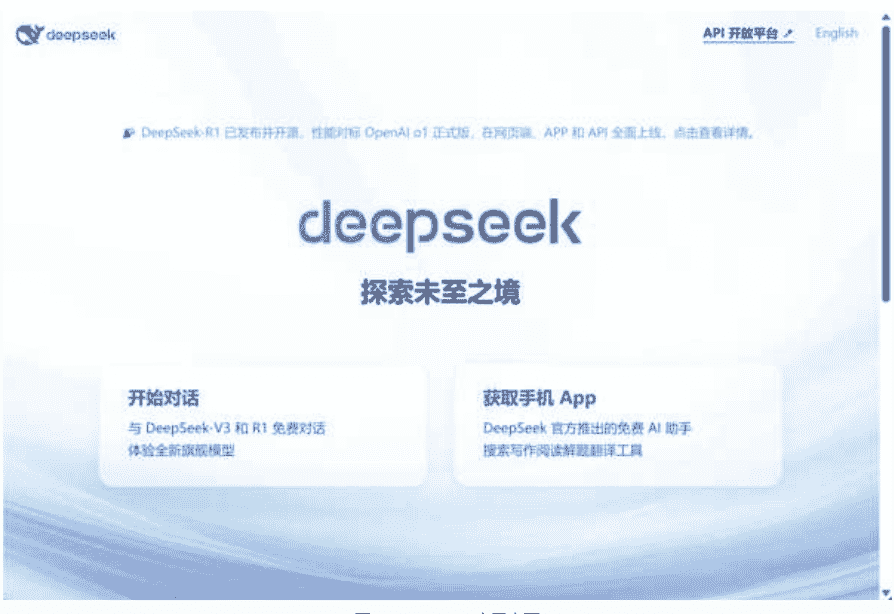 deepseek
API 开放平台 ↗
English
DeepSeek-R1 已发布并开源，性能对标 OpenAI o1 正式版，在网页端、APP 和 API 全面上线，点击查看详情。
deepseek
探索未至之境
开始对话
与 DeepSeek-V3 和 R1 免费对话
体验全新旗舰模型
获取手机 App
DeepSeek 官方推出的免费 AI 助手
搜索写作阅读解题翻译工具